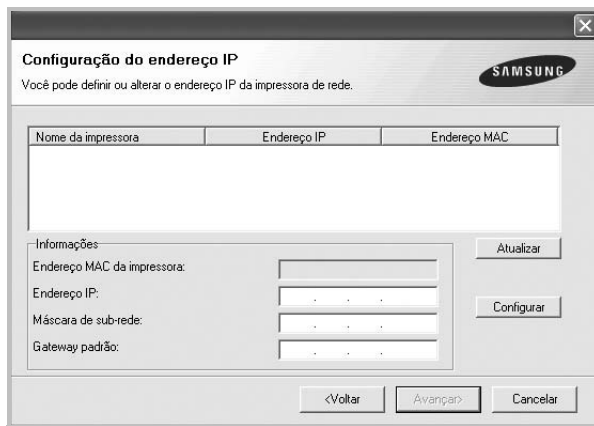 Configuração do endereço IP
Você pode definir ou alterar o endereço IP da impressora de rede.
SAMSUNG
Nome da impressora Endereço IP Endereço MAC
Informações
Endereço MAC da impressora:
Endereço IP:
Máscara de sub-rede:
Gateway padrão:
Atualizar
Configurar
<Voltar Avançar> Cancelar